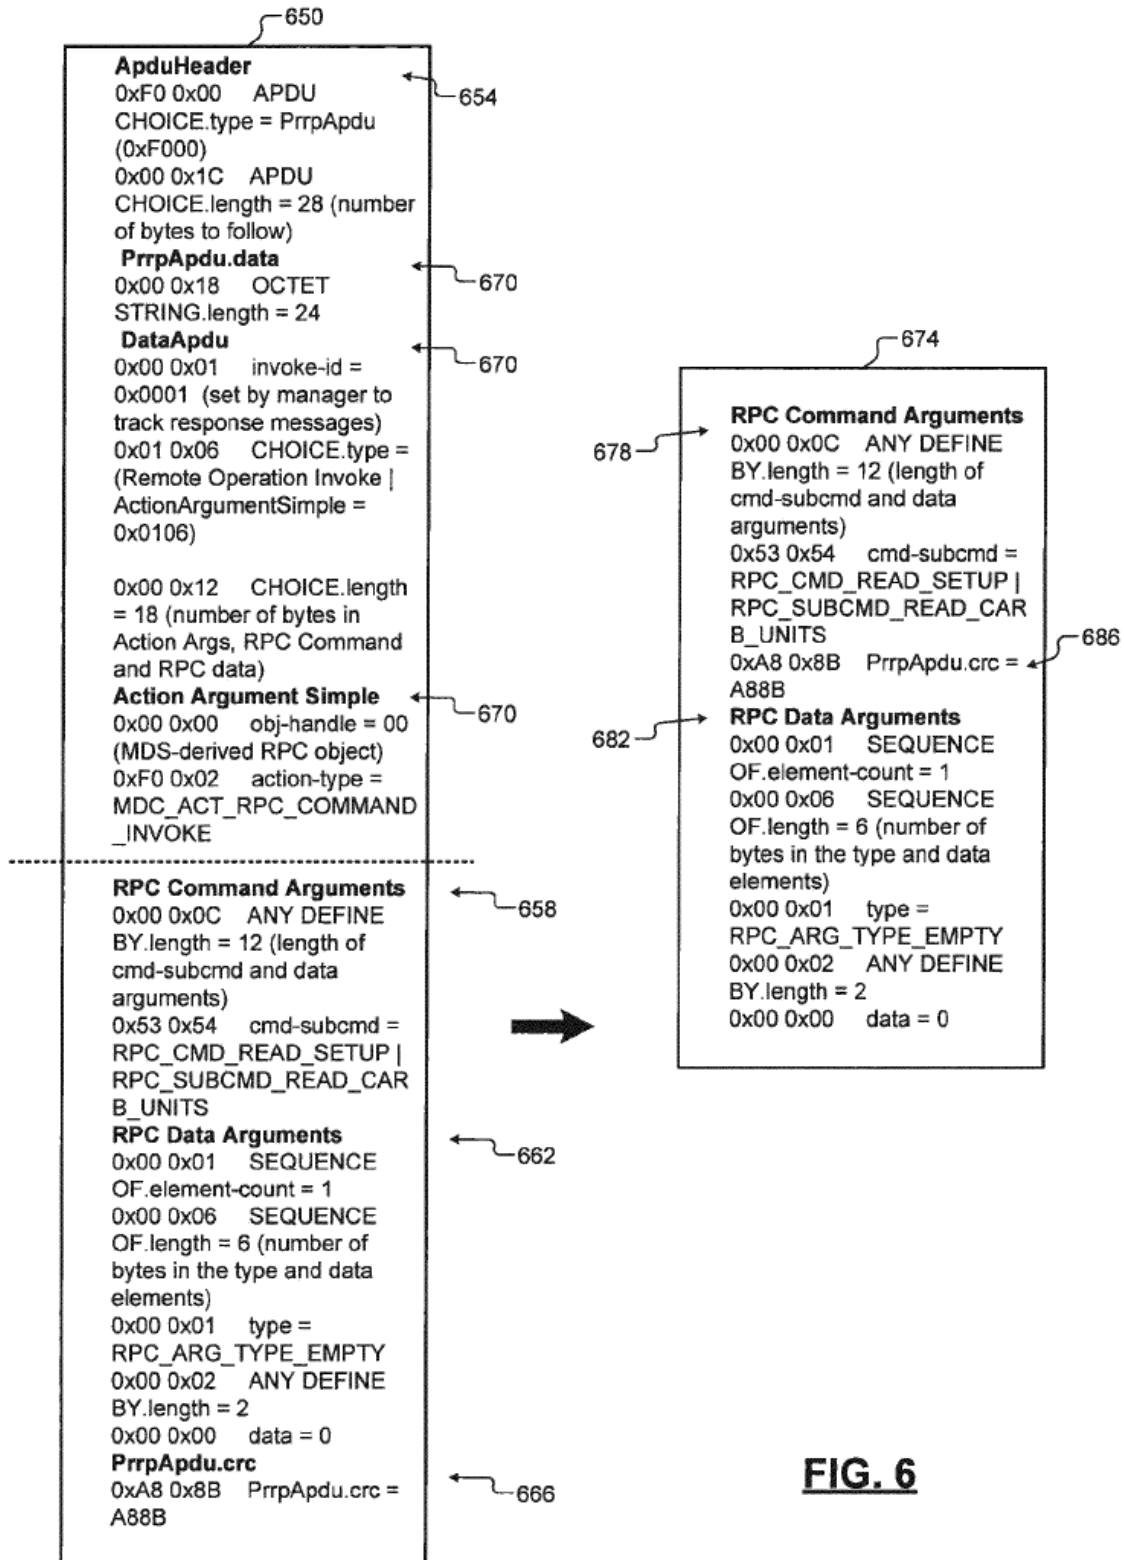 650
ApduHeader
654
0xF0 0x00 APDU
CHOICE.type = PrrpApdu
(0xF000)
0x00 0x1C APDU
CHOICE.length = 28 (number
of bytes to follow)
PrrpApdu.data
670
0x00 0x18 OCTET
STRING.length = 24
DataApdu
670
0x00 0x01 invoke-id =
0x0001 (set by manager to
track response messages)
0x01 0x06 CHOICE.type =
(Remote Operation Invoke |
ActionArgumentSimple =
0x0106)
0x00 0x12 CHOICE.length
= 18 (number of bytes in
Action Args, RPC Command
and RPC data)
Action Argument Simple
670
0x00 0x00 obj-handle = 00
(MDS-derived RPC object)
0xF0 0x02 action-type =
MDC_ACT_RPC_COMMAND
_INVOKE
RPC Command Arguments
658
0x00 0x0C ANY DEFINE
BY.length = 12 (length of
cmd-subcmd and data
arguments)
0x53 0x54 cmd-subcmd =
RPC_CMD_READ_SETUP |
RPC_SUBCMD_READ_CAR
B_UNITS
RPC Data Arguments
662
0x00 0x01 SEQUENCE
OF.element-count = 1
0x00 0x06 SEQUENCE
OF.length = 6 (number of
bytes in the type and data
elements)
0x00 0x01 type =
RPC_ARG_TYPE_EMPTY
0x00 0x02 ANY DEFINE
BY.length = 2
0x00 0x00 data = 0
PrrpApdu.crc
666
0xA8 0x8B PrrpApdu.crc =
A88B
674
RPC Command Arguments
678
0x00 0x0C ANY DEFINE
BY.length = 12 (length of
cmd-subcmd and data
arguments)
0x53 0x54 cmd-subcmd =
RPC_CMD_READ_SETUP |
RPC_SUBCMD_READ_CAR
B_UNITS
686
0xA8 0x8B PrrpApdu.crc =
A88B
RPC Data Arguments
682
0x00 0x01 SEQUENCE
OF.element-count = 1
0x00 0x06 SEQUENCE
OF.length = 6 (number of
bytes in the type and data
elements)
0x00 0x01 type =
RPC_ARG_TYPE_EMPTY
0x00 0x02 ANY DEFINE
BY.length = 2
0x00 0x00 data = 0
FIG. 6